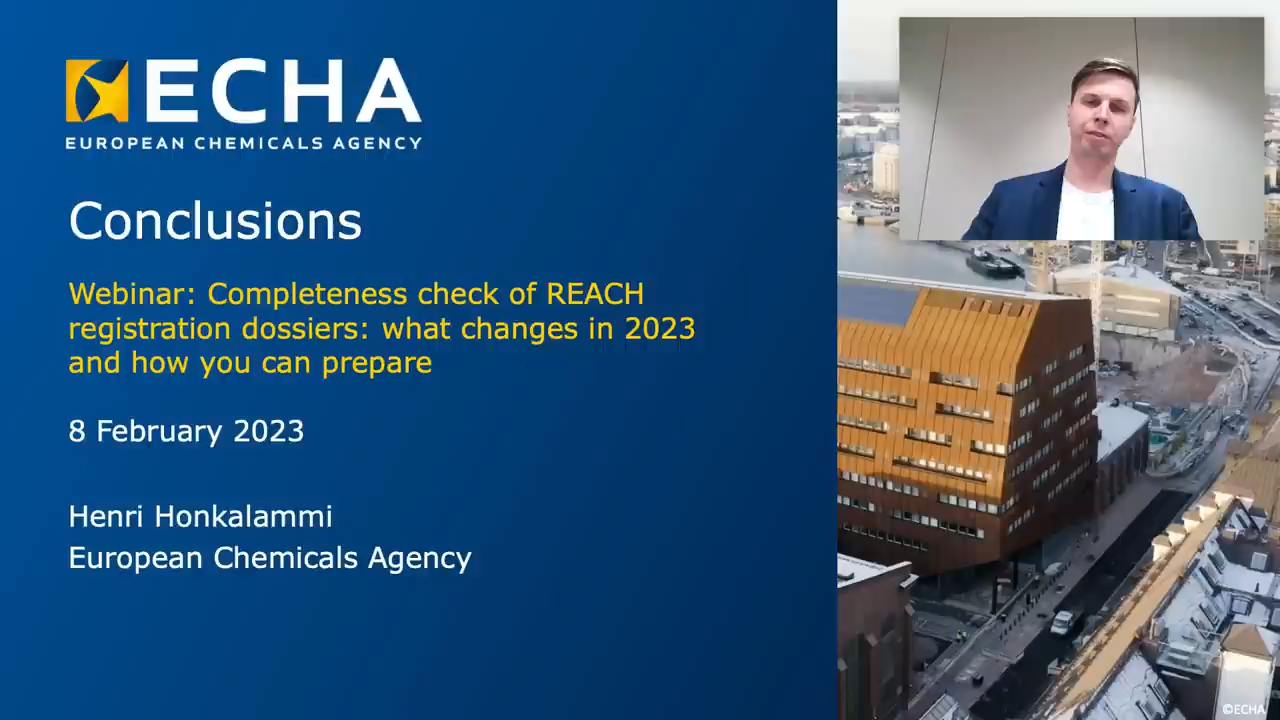 ECHA
EUROPEAN CHEMICALS AGENCY
Conclusions
Webinar: Completeness check of REACH
registration dossiers: what changes in 2023
and how you can prepare
8 February 2023
Henri Honkalammi
European Chemicals Agency
©ECHA